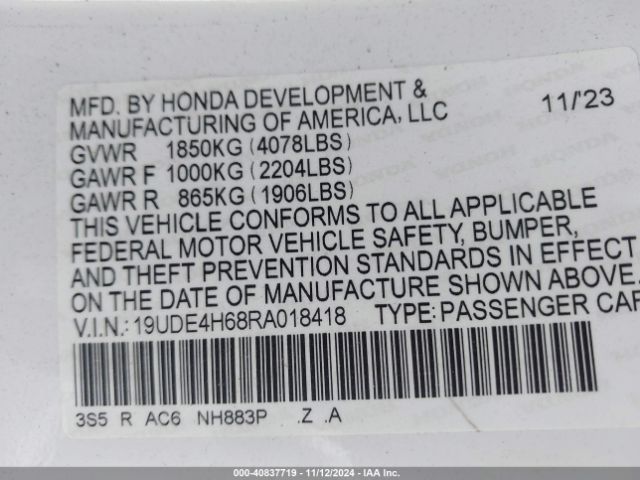 MFD. BY HONDA DEVELOPMENT & 11/'23
MANUFACTURING OF AMERICA, LLC
GVWR 1850KG (4078LBS)
GAWR F 1000KG (2204LBS)
GAWR R 865KG (1906LBS)
THIS VEHICLE CONFORMS TO ALL APPLICABLE
FEDERAL MOTOR VEHICLE SAFETY, BUMPER,
AND THEFT PREVENTION STANDARDS IN EFFECT
ON THE DATE OF MANUFACTURE SHOWN ABOVE.
V.I.N.: 19UDE4H68RA018418 TYPE: PASSENGER CAR
3S5 R AC6 NH883P .Z .A
000-40837719 - 11/12/2024 - IAA Inc.